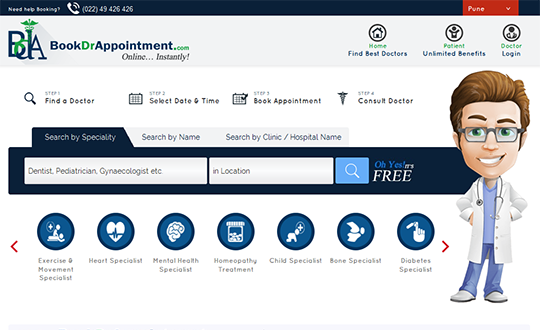 Need help Booking? (022) 49 426 426
Pune
BDA
BookDrAppointment.com
Online... Instantly!
Home
Find Best Doctors
Patient
Unlimited Benefits
Doctor
Login
STEP 1
Find a Doctor
STEP 2
Select Date & Time
STEP 3
Book Appointment
STEP 4
Consult Doctor
Search by Speciality
Search by Name
Search by Clinic / Hospital Name
Dentist, Pediatrician, Gynaecologist etc
in Location
Oh Yes! IT'S
FREE
Exercise &
Movement
Specialist
Heart Specialist
Mental Health
Specialist
Homeopathy
Treatment
Child Specialist
Bone Specialist
Diabetes
Specialist